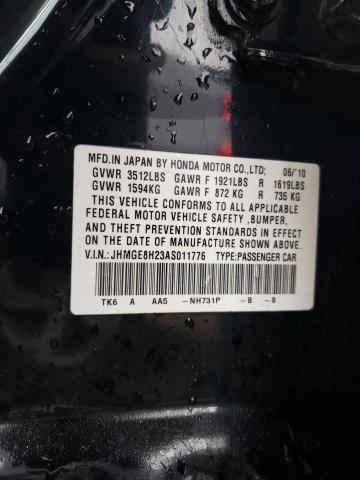 MFD.IN JAPAN BY HONDA MOTOR CO.,LTD; 06/'10
GVWR 3512LBS GAWR F 1921LBS R 1619LBS
GVWR 1594KG GAWR F 872 KG R 735 KG
THIS VEHICLE CONFORMS TO ALL APPLICABLE
FEDERAL MOTOR VEHICLE SAFETY ,BUMPER,
AND THEFT PREVENTION STANDARDS IN EFFECT
ON THE DATE OF MANUFACTURE SHOWN ABOVE.
V.I.N.:JHMGE8H23AS011776 TYPE:PASSENGER CAR
TK6 A AA5 -NH731P -B -S